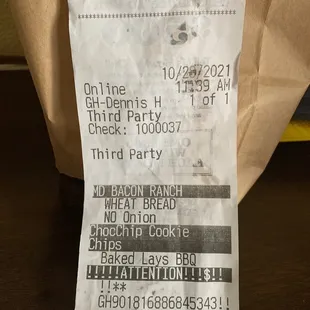 10/28/2021
Online 11:39 AM
GH-Dennis H 1 of 1
Third Party
Check: 1000037
Third Party
MD BACON RANCH
WHEAT BREAD
NO Onion
ChocChip Cookie
Chips
Baked Lays BBQ
!!!!!ATTENTION!!!$!!
!!**
GH901816886845343!!